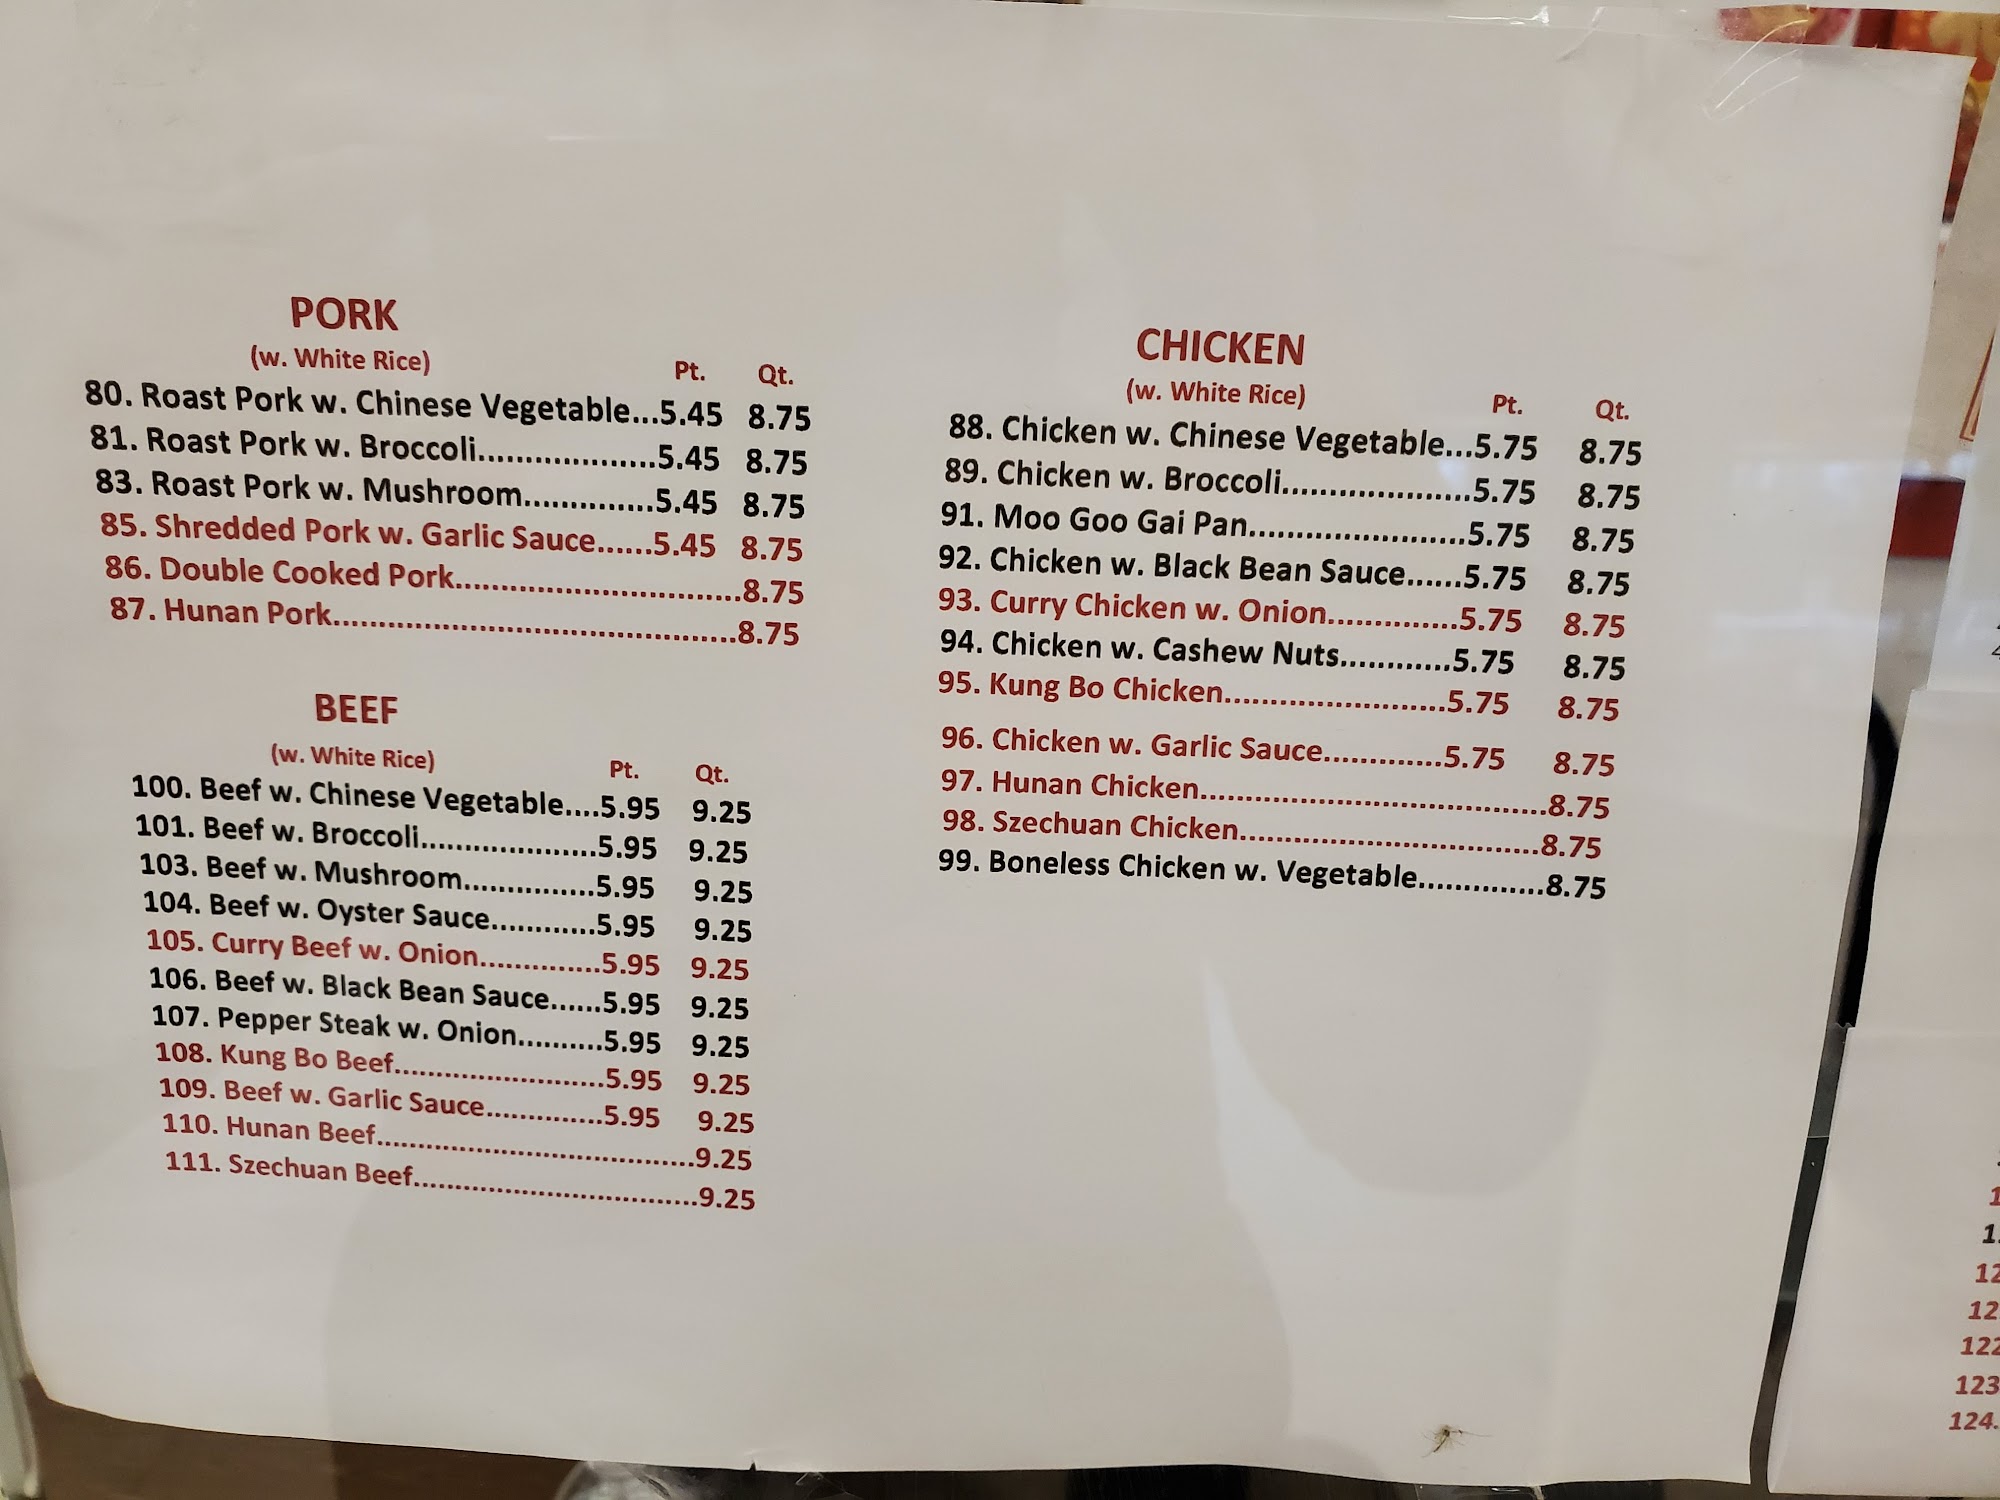 PORK
(w. White Rice)
Pt. Qt.
80. Roast Pork w. Chinese Vegetable...5.45 8.75
81. Roast Pork w. Broccoli...................5.45 8.75
83. Roast Pork w. Mushroom..............5.45 8.75
85. Shredded Pork w. Garlic Sauce......5.45 8.75
86. Double Cooked Pork...............................8.75
87. Hunan Pork............................................8.75
BEEF
(w. White Rice)
Pt. Qt.
100. Beef w. Chinese Vegetable....5.95 9.25
101. Beef w. Broccoli.....................5.95 9.25
103. Beef w. Mushroom...............5.95 9.25
104. Beef w. Oyster Sauce............5.95 9.25
105. Curry Beef w. Onion..............5.95 9.25
106. Beef w. Black Bean Sauce......5.95 9.25
107. Pepper Steak w. Onion..........5.95 9.25
108. Kung Bo Beef.........................5.95 9.25
109. Beef w. Garlic Sauce..............5.95 9.25
110. Hunan Beef......................................9.25
111. Szechuan Beef..................................9.25
CHICKEN
(w. White Rice)
Pt. Qt.
88. Chicken w. Chinese Vegetable...5.75 8.75
89. Chicken w. Broccoli.....................5.75 8.75
91. Moo Goo Gai Pan........................5.75 8.75
92. Chicken w. Black Bean Sauce......5.75 8.75
93. Curry Chicken w. Onion...............5.75 8.75
94. Chicken w. Cashew Nuts............5.75 8.75
95. Kung Bo Chicken.........................5.75 8.75
96. Chicken w. Garlic Sauce.............5.75 8.75
97. Hunan Chicken.......................................8.75
98. Szechuan Chicken..................................8.75
99. Boneless Chicken w. Vegetable..............8.75
122
123
124.